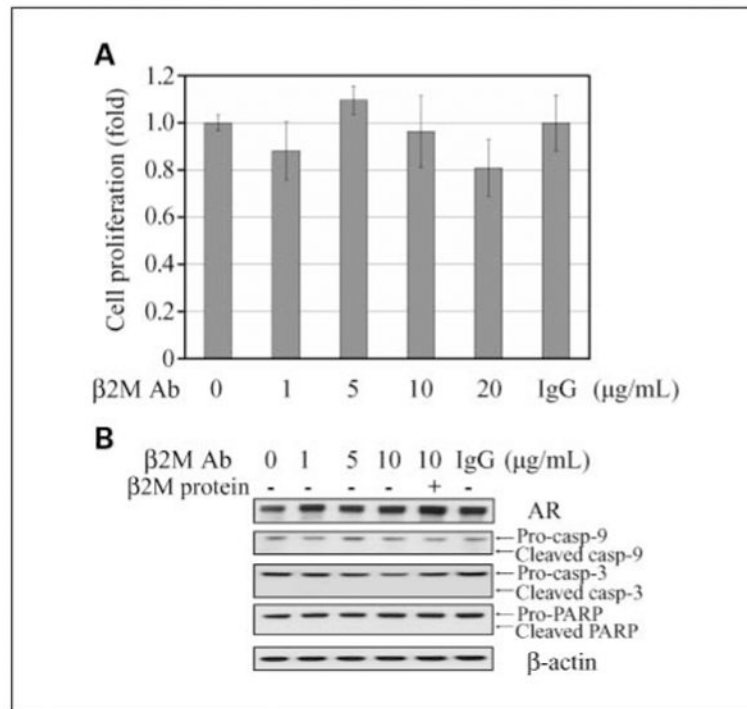 A
Cell proliferation (fold)
1.2
1.0
0.8
0.6
0.4
0.2
0
β2M Ab 0 1 5 10 20 IgG (μg/mL)
B
β2M Ab 0 1 5 10 10 IgG (μg/mL)
β2M protein - - - - + -
AR
Pro-casp-9
Cleaved casp-9
Pro-casp-3
Cleaved casp-3
Pro-PARP
Cleaved PARP
β-actin